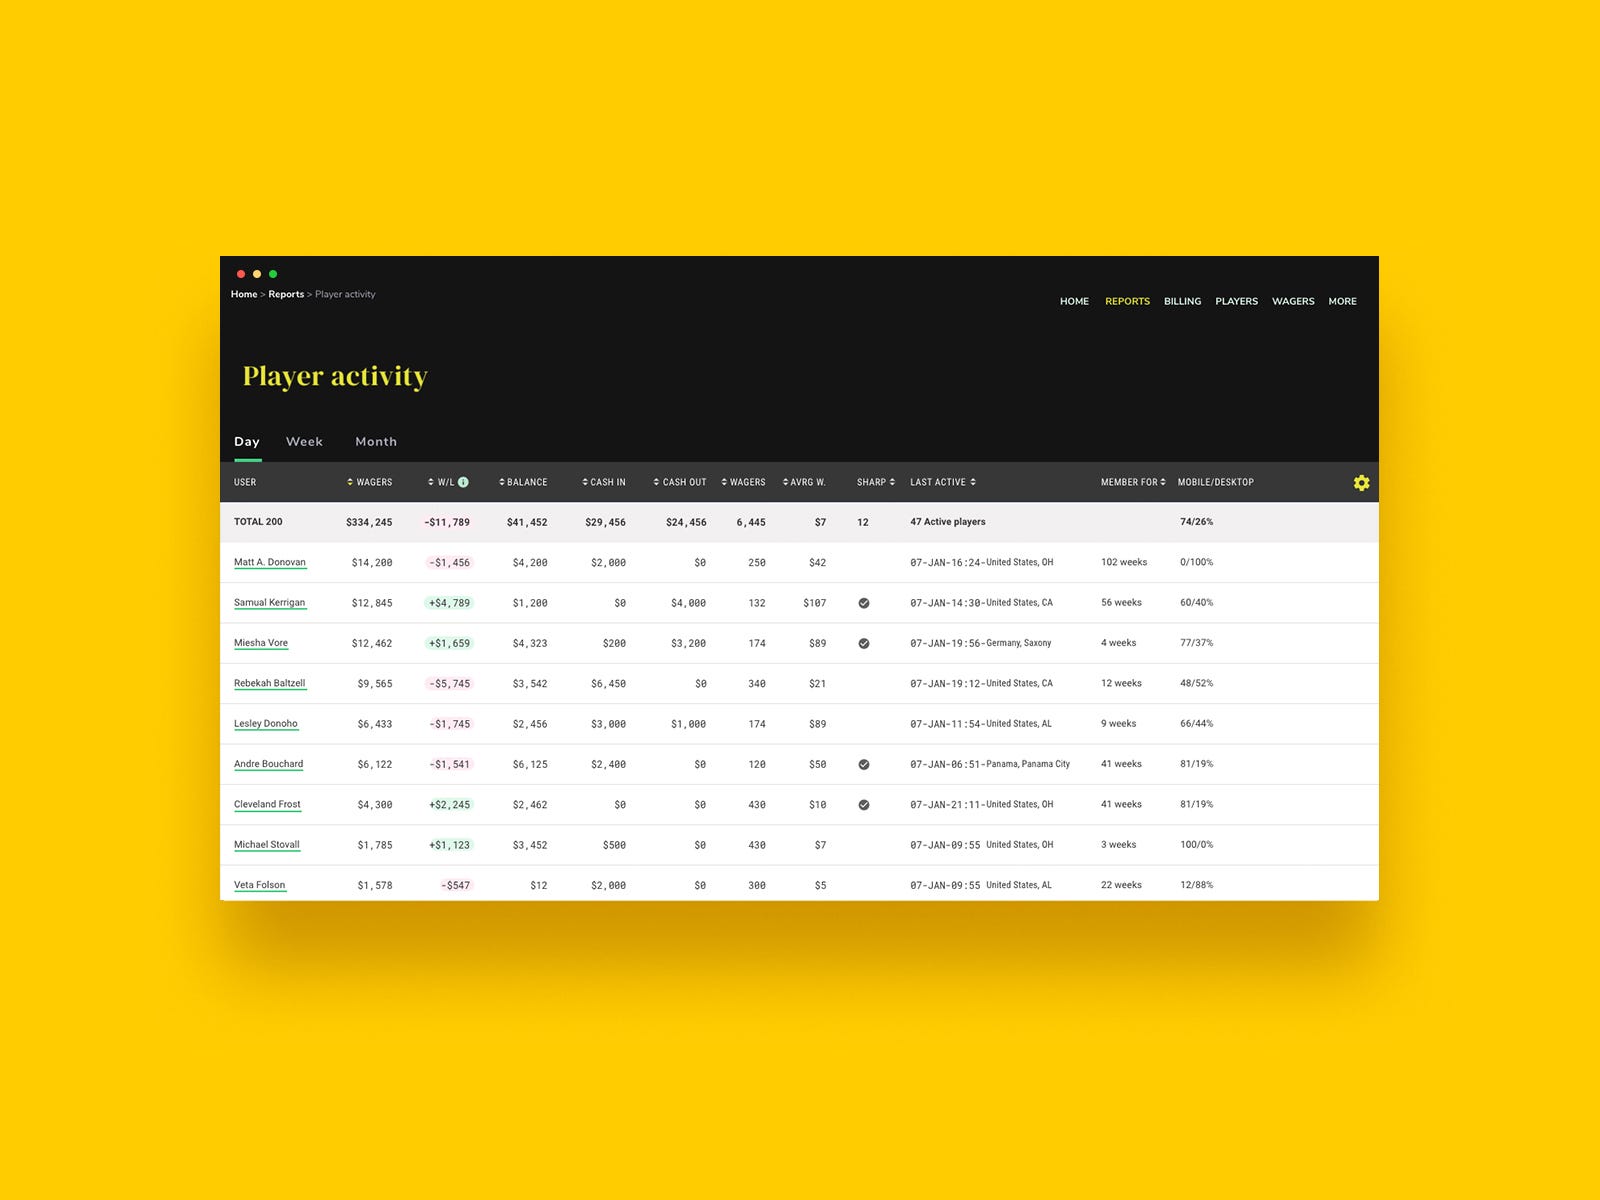 Home > Reports > Player activity
HOME REPORTS BILLING PLAYERS WAGERS MORE
Player activity
Day Week Month
USER WAGERS W/L BALANCE CASH IN CASH OUT WAGERS AVRG W. SHARP LAST ACTIVE MEMBER FOR MOBILE/DESKTOP
TOTAL 200 $334,245 -$11,789 $41,452 $29,456 $24,456 6,445 $7 12 47 Active players 74/26%
Matt A. Donovan $14,200 -$1,456 $4,200 $2,000 $0 250 $42 07-JAN-16:24-United States, OH 102 weeks 0/100%
Samual Kerrigan $12,845 +$4,789 $1,200 $0 $4,000 132 $107 07-JAN-14:30-United States, CA 56 weeks 60/40%
Miesha Vore $12,462 +$1,659 $4,323 $200 $3,200 174 $89 07-JAN-19:56-Germany, Saxony 4 weeks 77/37%
Rebekah Baltzell $9,565 -$5,745 $3,542 $6,450 $0 340 $21 07-JAN-19:12-United States, CA 12 weeks 48/52%
Lesley Donoho $6,433 -$1,745 $2,456 $3,000 $1,000 174 $89 07-JAN-11:54-United States, AL 9 weeks 66/44%
Andre Bouchard $6,122 -$1,541 $6,125 $2,400 $0 120 $50 07-JAN-06:51-Panama, Panama City 41 weeks 81/19%
Cleveland Frost $4,300 +$2,245 $2,462 $0 $0 430 $10 07-JAN-21:11-United States, OH 41 weeks 81/19%
Michael Stovall $1,785 +$1,123 $3,452 $500 $0 430 $7 07-JAN-09:55 United States, OH 3 weeks 100/0%
Veta Folson $1,578 -$547 $12 $2,000 $0 300 $5 07-JAN-09:55 United States, AL 22 weeks 12/88%